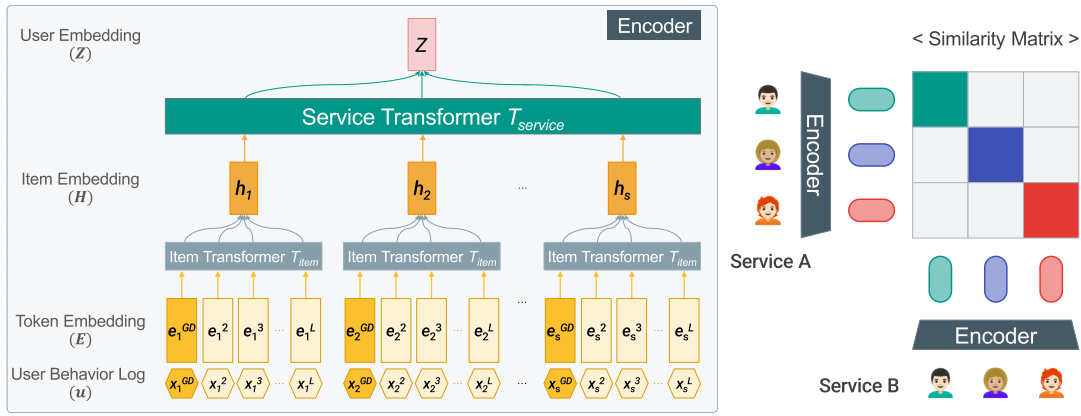 User Embedding
(Z)
Z
Encoder
Service Transformer T_service
Item Embedding
(H)
h_1 h_2 ... h_s
Item Transformer T_item Item Transformer T_item Item Transformer T_item
Token Embedding
(E)
e_1^GD e_1^2 e_1^3 ... e_1^L e_2^GD e_2^2 e_2^3 ... e_2^L ... e_s^GD e_s^2 e_s^3 ... e_s^L
User Behavior Log
(u)
x_1^GD x_1^2 x_1^3 ... x_1^L x_2^GD x_2^2 x_2^3 ... x_2^L ... x_s^GD x_s^2 x_s^3 ... x_s^L
< Similarity Matrix >
Encoder
Service A
Encoder
Service B